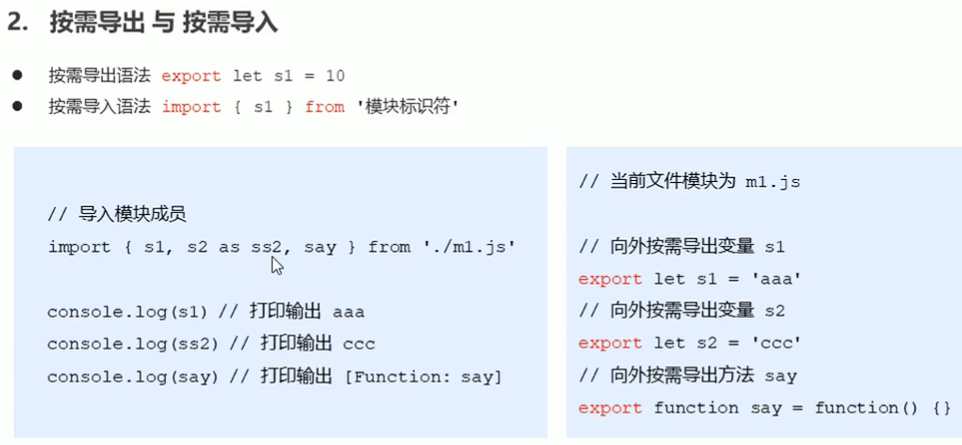 2. 按需导出 与 按需导入
● 按需导出语法 export let s1 = 10
● 按需导入语法 import { s1 } from '模块标识符'
// 导入模块成员
import { s1, s2 as ss2, say } from './m1.js'
console.log(s1) // 打印输出 aaa
console.log(ss2) // 打印输出 ccc
console.log(say) // 打印输出 [Function: say]
// 当前文件模块为 m1.js
// 向外按需导出变量 s1
export let s1 = 'aaa'
// 向外按需导出变量 s2
export let s2 = 'ccc'
// 向外按需导出方法 say
export function say = function() {}